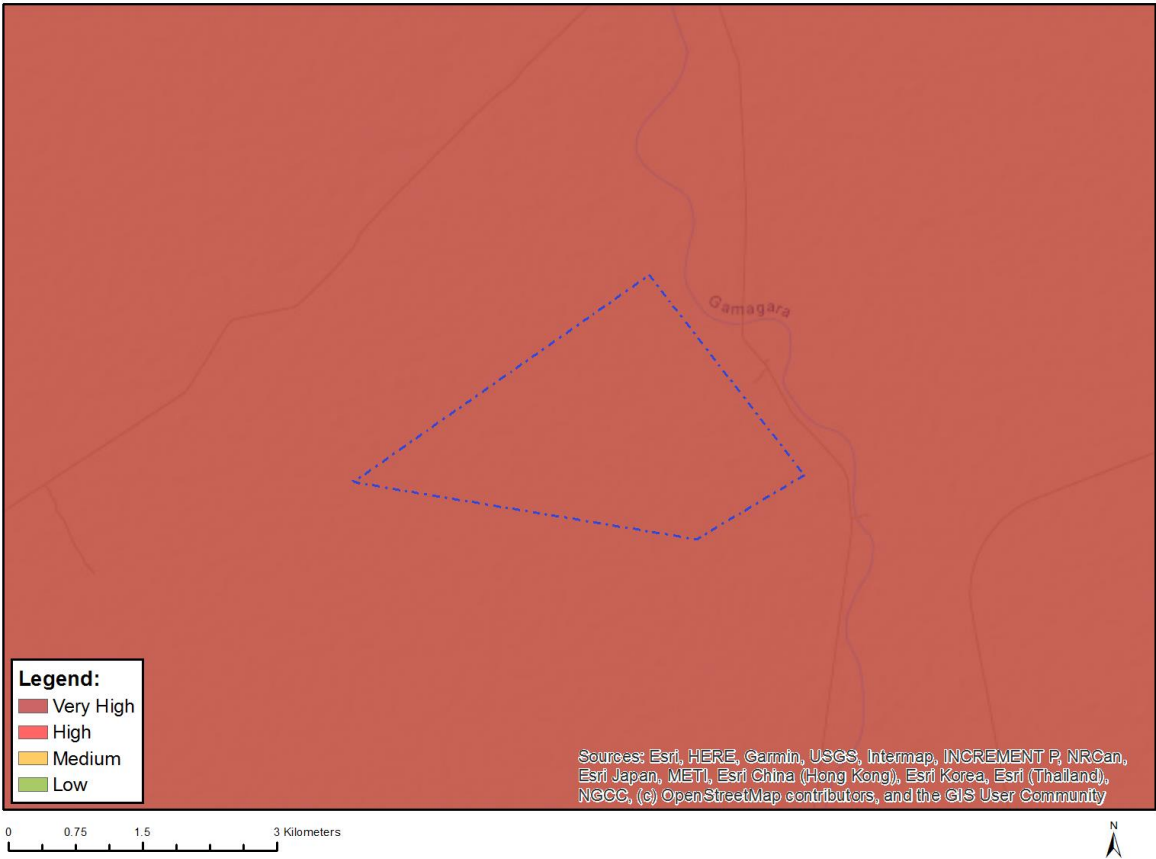 Gamagara
Legend:
Very High
High
Medium
Low
Sources: Esri, HERE, Garmin, USGS, Intermap, INCREMENT P, NRCan,
Esri Japan, METI, Esri China (Hong Kong), Esri Korea, Esri (Thailand),
NGCC, (c) OpenStreetMap contributors, and the GIS User Community
0 0.75 1.5 3 Kilometers
N